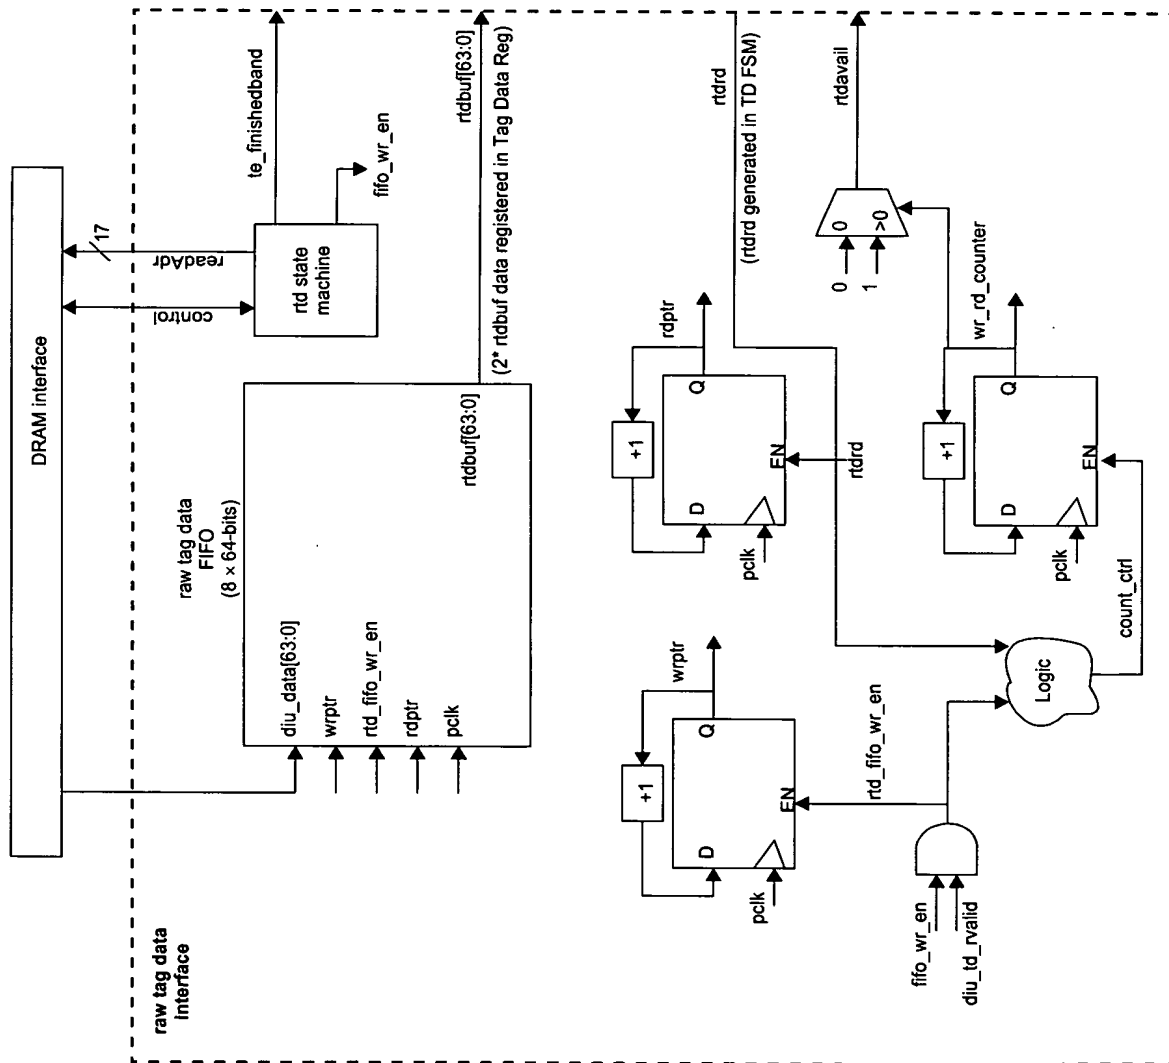 DRAM interface
raw tag data
interface
control
readAdr
17
rtd state
machine
te_finishedband
fifo_wr_en
raw tag data
FIFO
(8 × 64-bits)
diu_data[63:0]
wrptr
rtd_fifo_wr_en
rdptr
pclk
rtdbuf[63:0]
rtdbuf[63:0]
(2* rtdbuf data registered in Tag Data Reg)
rtdrd
(rtdrd generated in TD FSM)
+1
D
Q
EN
pclk
wrptr
rtd_fifo_wr_en
+1
D
Q
EN
pclk
rdptr
rtdrd
0
1
0
>0
rtdavail
fifo_wr_en
diu_td_rvalid
Logic
count_ctrl
+1
D
Q
EN
pclk
wr_rd_counter